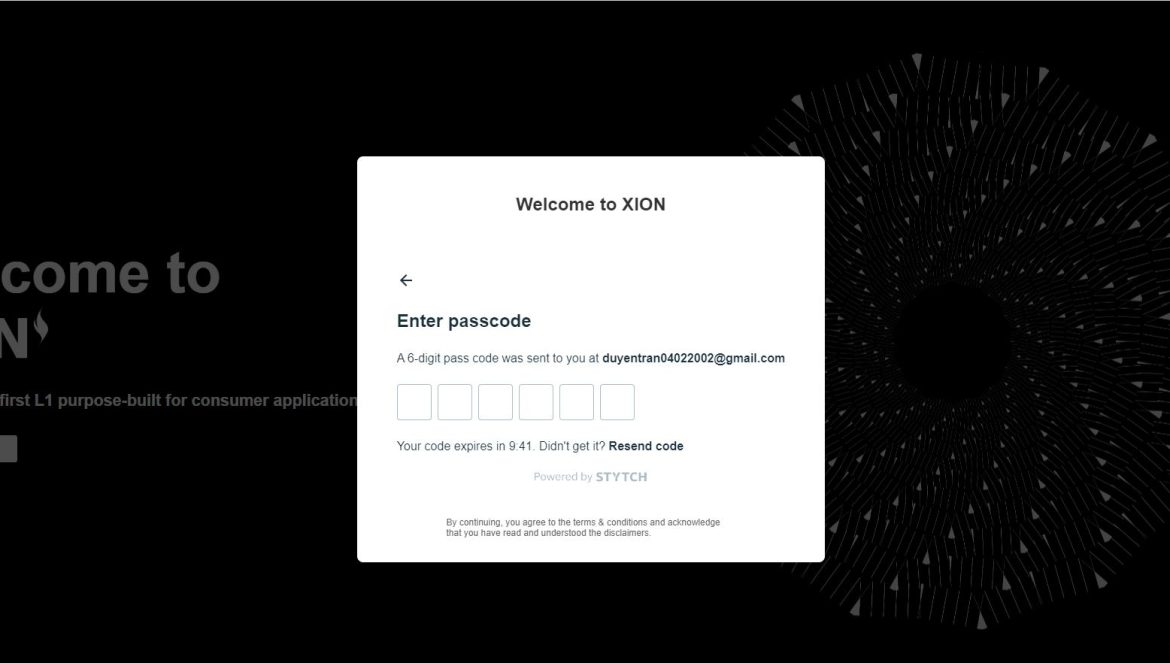 Welcome to XION
come to
N
Enter passcode
A 6-digit pass code was sent to you at duyentran04022002@gmail.com
first L1 purpose-built for consumer application
Your code expires in 9:41. Didn't get it? Resend code
Powered by STYTCH
By continuing, you agree to the terms & conditions and acknowledge
that you have read and understood the disclaimers.